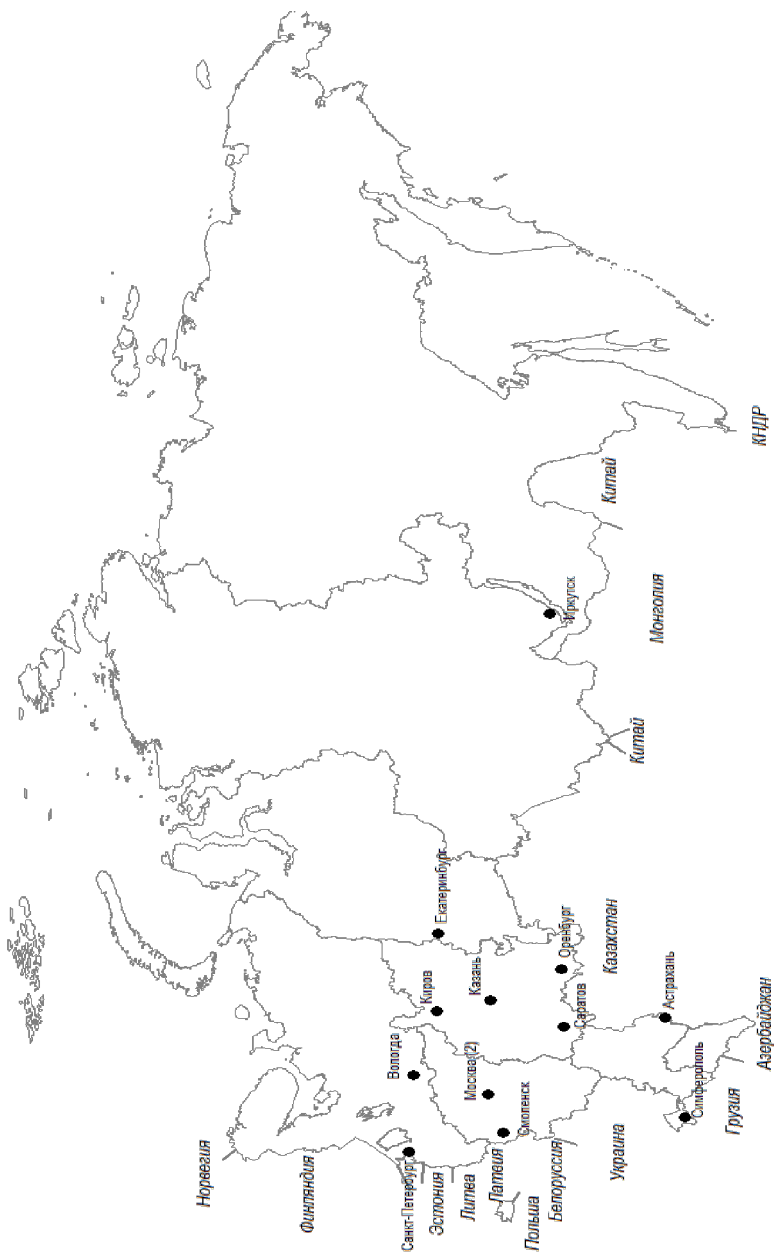 Норвегия
Финляндия
Санкт-Петербург
Эстония
Литва
Латвия
Польша
Белоруссия
Украина
Грузия
Азербайджан
Казахстан
Китай
Монголия
Китай
КНДР
Вологда
Москва(2)
Смоленск
Симферополь
Киров
Казань
Саратов
Астрахань
Екатеринбург
Оренбург
Иркутск